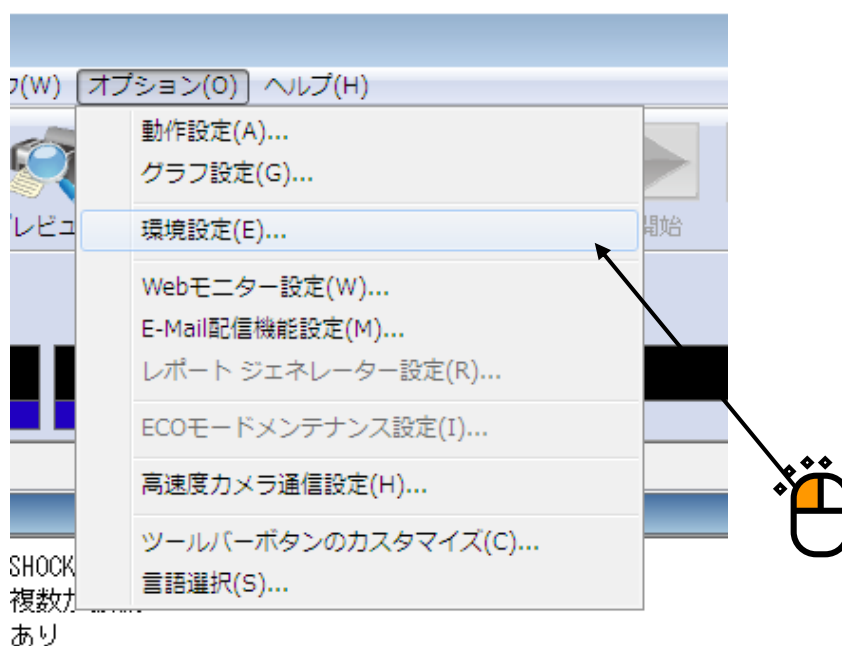 (W) オプション(O) ヘルプ(H)
動作設定(A)...
グラフ設定(G)...
レビュ
環境設定(E)...
開始
Webモニター設定(W)...
E-Mail配信機能設定(M)...
レポート ジェネレーター設定(R)...
ECOモードメンテナンス設定(I)...
高速度カメラ通信設定(H)...
ツールバーボタンのカスタマイズ(C)...
SHOCK
言語選択(S)...
複数
あり